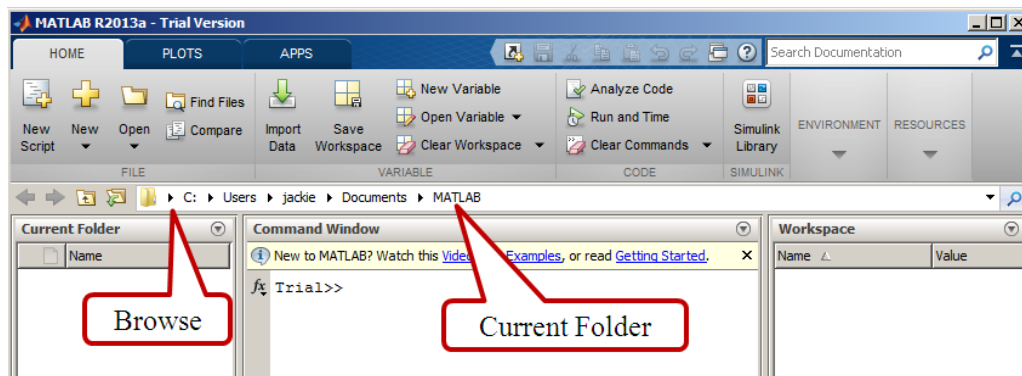 MATLAB R2013a - Trial Version
HOME PLOTS APPS Search Documentation
New Script
New
Open
Find Files
Compare
Import Data
Save Workspace
New Variable
Open Variable
Clear Workspace
Analyze Code
Run and Time
Clear Commands
Simulink Library
ENVIRONMENT
RESOURCES
FILE VARIABLE CODE SIMULINK
C: Users jackie Documents MATLAB
Current Folder Command Window Workspace
Name
New to MATLAB? Watch this Examples, or read Getting Started.
Name Value
fx Trial>>
Browse
Current Folder